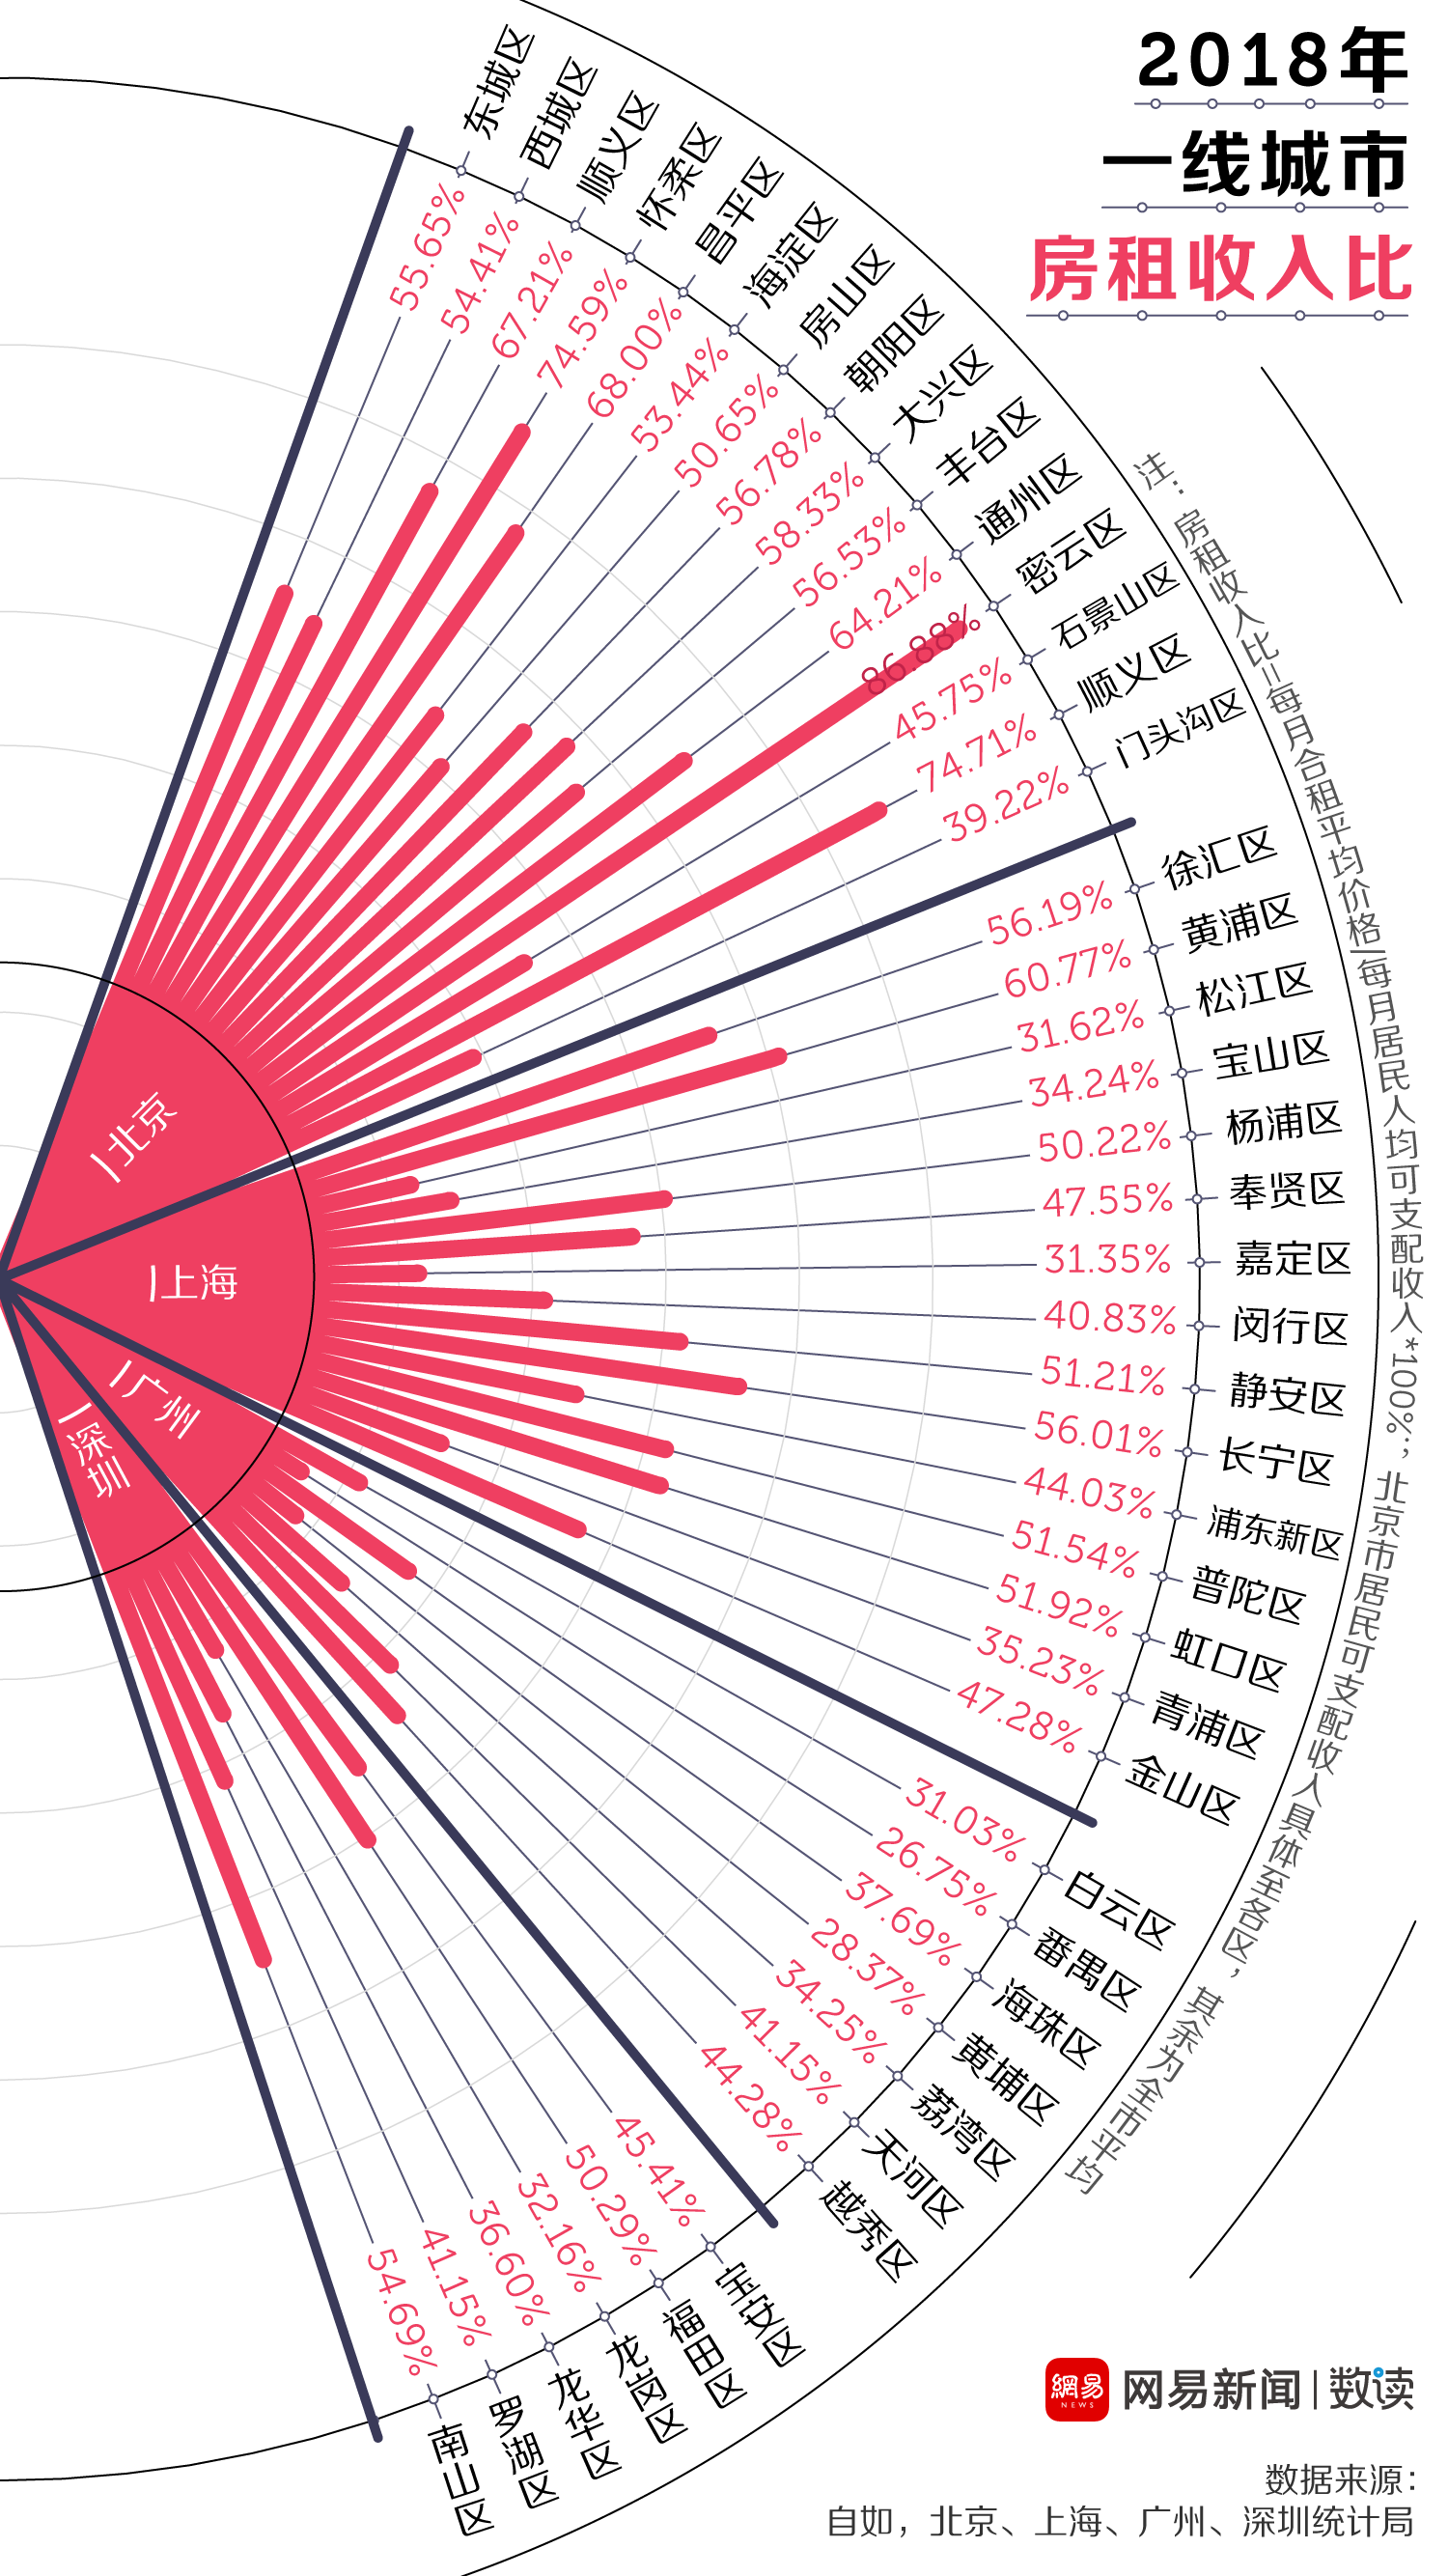 2018年
一线城市
房租收入比
东城区 55.65%
西城区 54.41%
顺义区 67.21%
怀柔区 74.59%
昌平区 68.00%
海淀区 53.44%
房山区 50.65%
朝阳区 56.78%
大兴区 58.33%
丰台区 56.53%
通州区 64.21%
密云区 86.88%
石景山区 45.75%
顺义区 74.71%
门头沟区 39.22%
徐汇区 56.19%
黄浦区 60.77%
松江区 31.62%
宝山区 34.24%
杨浦区 50.22%
奉贤区 47.55%
嘉定区 31.35%
闵行区 40.83%
静安区 51.21%
长宁区 56.01%
浦东新区 44.03%
普陀区 51.54%
虹口区 51.92%
青浦区 35.23%
金山区 47.28%
白云区 31.03%
番禺区 26.75%
海珠区 37.69%
黄埔区 28.37%
荔湾区 34.25%
天河区 41.15%
越秀区 44.28%
宝安区 45.41%
福田区 50.29%
龙岗区 32.16%
龙华区 36.60%
罗湖区 41.15%
南山区 54.69%
|北京
|上海
|广州
|深圳
注：房租收入比=每月合租平均价格/每月居民人均可支配收入*100%；北京市居民可支配收入具体至各区，其余为全市平均
網易 NEWS 网易新闻|数读
数据来源：
自如，北京、上海、广州、深圳统计局